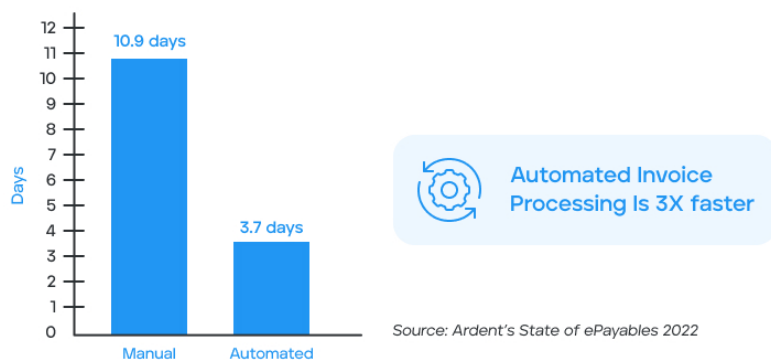 12
11
10
9
8
7
6
5
4
3
2
1
0
Days
10.9 days
3.7 days
Manual
Automated
Automated Invoice
Processing Is 3X faster
Source: Ardent's State of ePayables 2022